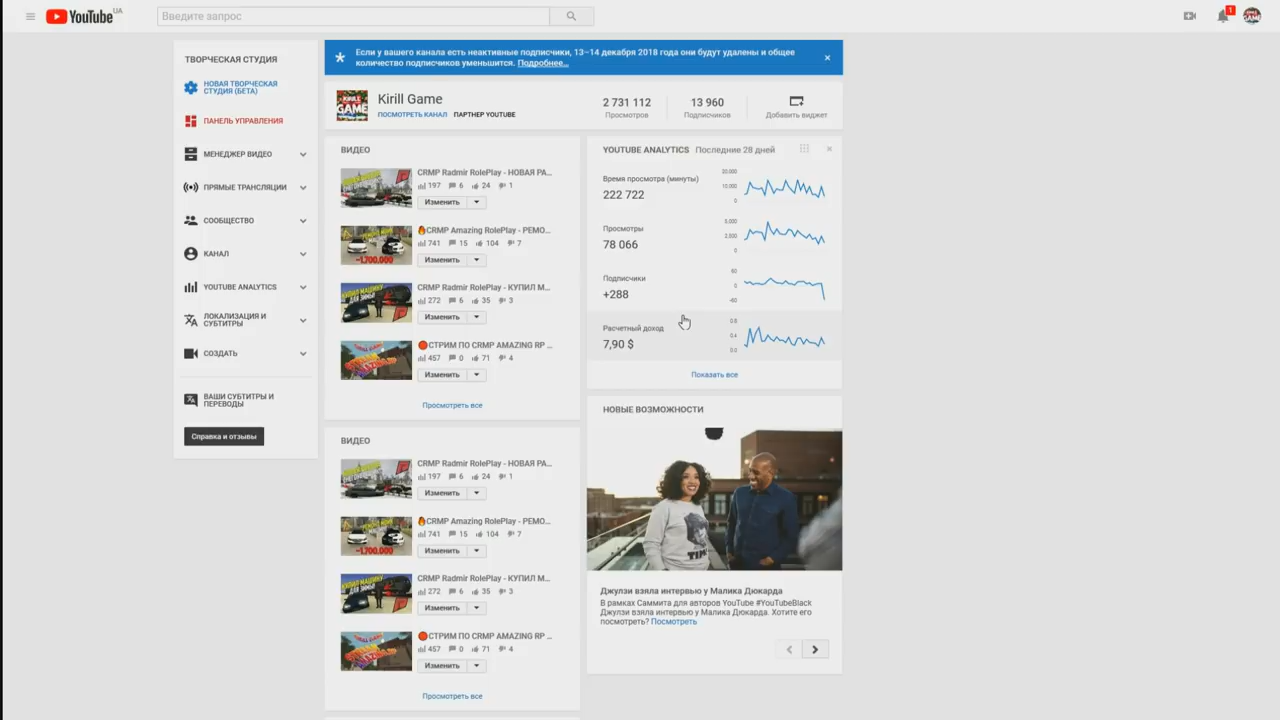 YouTube UA
Введите запрос
1
ТВОРЧЕСКАЯ СТУДИЯ
НОВАЯ ТВОРЧЕСКАЯ
СТУДИЯ (БЕТА)
ПАНЕЛЬ УПРАВЛЕНИЯ
МЕНЕДЖЕР ВИДЕО
ПРЯМЫЕ ТРАНСЛЯЦИИ
СООБЩЕСТВО
КАНАЛ
YOUTUBE ANALYTICS
ЛОКАЛИЗАЦИЯ И
СУБТИТРЫ
СОЗДАТЬ
ВАШИ СУБТИТРЫ И
ПЕРЕВОДЫ
Справка и отзывы
Если у вашего канала есть неактивные подписчики, 13–14 декабря 2018 года они будут удалены и общее
количество подписчиков уменьшится. Подробнее...
KIRILL
GAME
Kirill Game
ПОСМОТРЕТЬ КАНАЛ ПАРТНЕР YOUTUBE
2 731 112
Просмотров
13 960
Подписчиков
Добавить виджет
ВИДЕО
CRMP Radmir RolePlay - НОВАЯ РА...
197 6 24 1
Изменить
CRMP Amazing RolePlay - РЕМО...
741 15 104 7
Изменить
-1.700.000
CRMP Radmir RolePlay - КУПИЛ М...
272 6 35 3
Изменить
СТРИМ ПО CRMP AMAZING RP ...
457 0 71 4
Изменить
Просмотреть все
ВИДЕО
CRMP Radmir RolePlay - НОВАЯ РА...
197 6 24 1
Изменить
CRMP Amazing RolePlay - РЕМО...
741 15 104 7
Изменить
-1.700.000
CRMP Radmir RolePlay - КУПИЛ М...
272 6 35 3
Изменить
СТРИМ ПО CRMP AMAZING RP ...
457 0 71 4
Изменить
Просмотреть все
YOUTUBE ANALYTICS Последние 28 дней
Время просмотра (минуты)
222 722
20,000
10,000
0
Просмотры
78 066
5,000
2,500
0
Подписчики
+288
60
0
-60
Расчетный доход
7,90 $
0.8
0.4
0.0
Показать все
НОВЫЕ ВОЗМОЖНОСТИ
Джулзи взяла интервью у Малика Дюкарда
В рамках Саммита для авторов YouTube #YouTubeBlack
Джулзи взяла интервью у Малика Дюкарда. Хотите его
посмотреть? Посмотреть